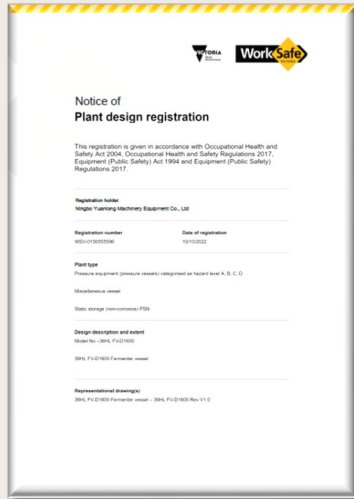 VICTORIA
WorkSafe
VICTORIA
Notice of
Plant design registration
This registration is given in accordance with Occupational Health and
Safety Act 2004, Occupational Health and Safety Regulations 2017,
Equipment (Public Safety) Act 1994 and Equipment (Public Safety)
Regulations 2017.
Registration holder
Ningbo Yuanlong Machinery Equipment Co., Ltd
Registration number Date of registration
10/10/2022
Plant type
Pressure equipment (pressure vessels) categorised as hazard level A, B, C, D
Miscellaneous vessel
Static storage (non-corrosive) PSN
Design description and extent
Model No -36HL FV-D1600
36HL FV-D1600 Fermenter vessel
Representational drawing(s)
36HL FV-D1600 Fermenter vessel – 36HL FV-D1600 Rev V1.0